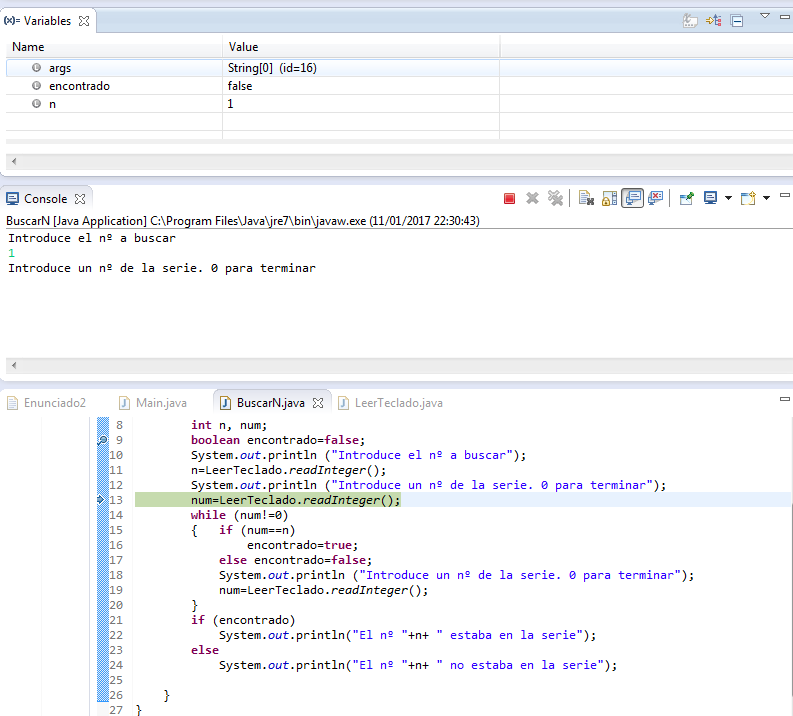 (x)= Variables
Name Value
args String[0] (id=16)
encontrado false
n 1
Console
BuscarN [Java Application] C:\Program Files\Java\jre7\bin\javaw.exe (11/01/2017 22:30:43)
Introduce el nº a buscar
1
Introduce un nº de la serie. 0 para terminar
Enunciado2 Main.java BuscarN.java LeerTeclado.java
8 int n, num;
9 boolean encontrado=false;
10 System.out.println ("Introduce el nº a buscar");
11 n=LeerTeclado.readInteger();
12 System.out.println ("Introduce un nº de la serie. 0 para terminar");
13 num=LeerTeclado.readInteger();
14 while (num!=0)
15 { if (num==n)
16 encontrado=true;
17 else encontrado=false;
18 System.out.println ("Introduce un nº de la serie. 0 para terminar");
19 num=LeerTeclado.readInteger();
20 }
21 if (encontrado)
22 System.out.println("El nº "+n+ " estaba en la serie");
23 else
24 System.out.println("El nº "+n+ " no estaba en la serie");
25
26 }
27 }